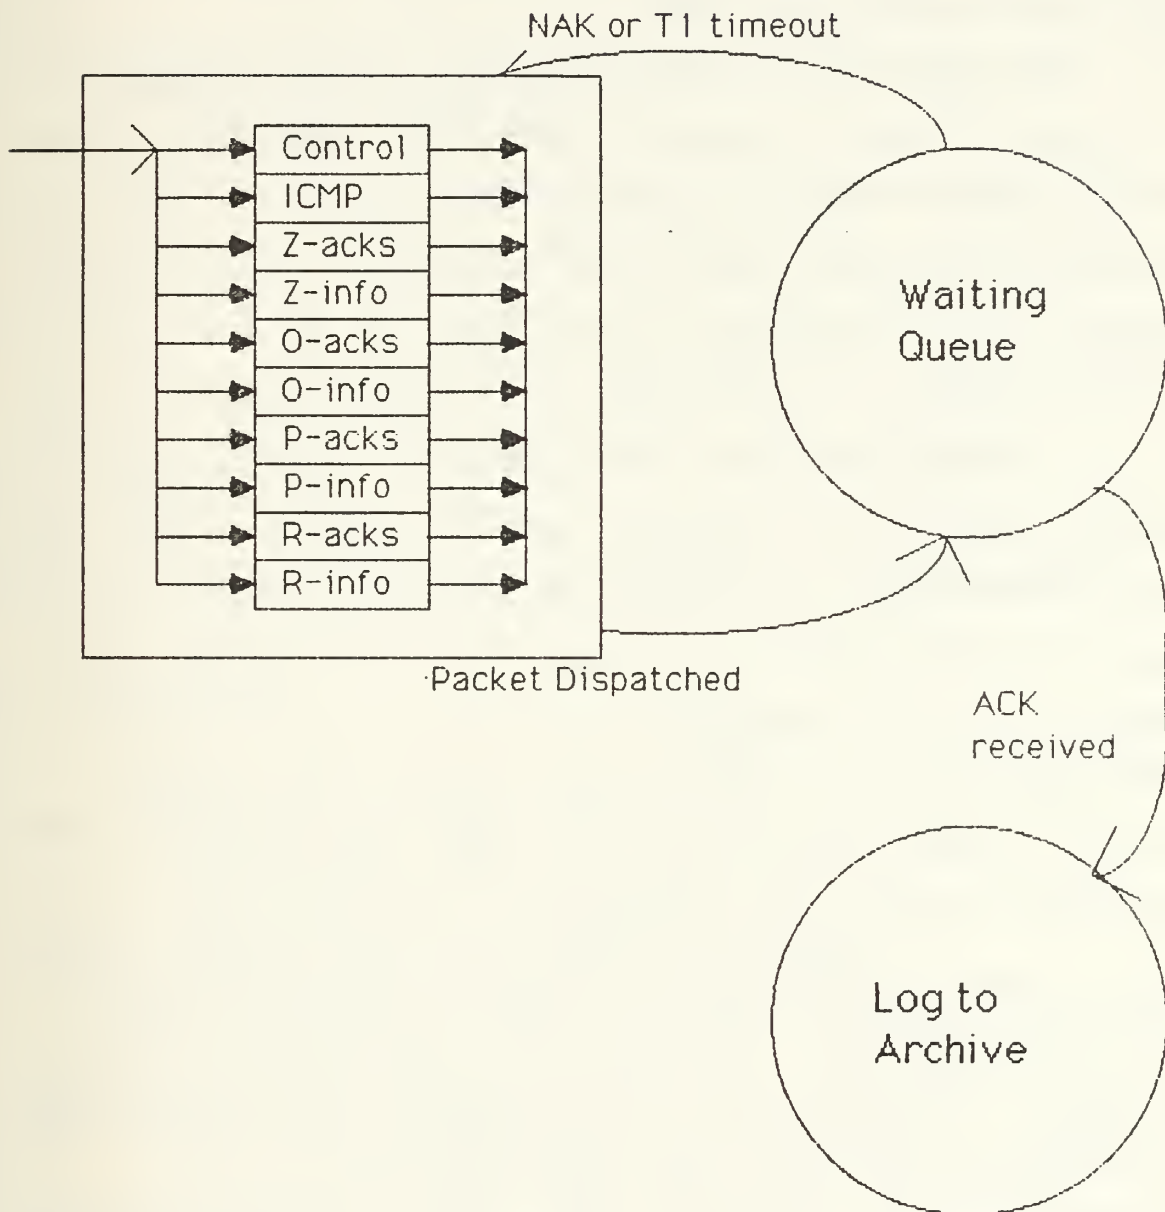 NAK or T1 timeout
Control
ICMP
Z-acks
Z-info
O-acks
O-info
P-acks
P-info
R-acks
R-info
Waiting
Queue
Packet Dispatched
ACK
received
Log to
Archive